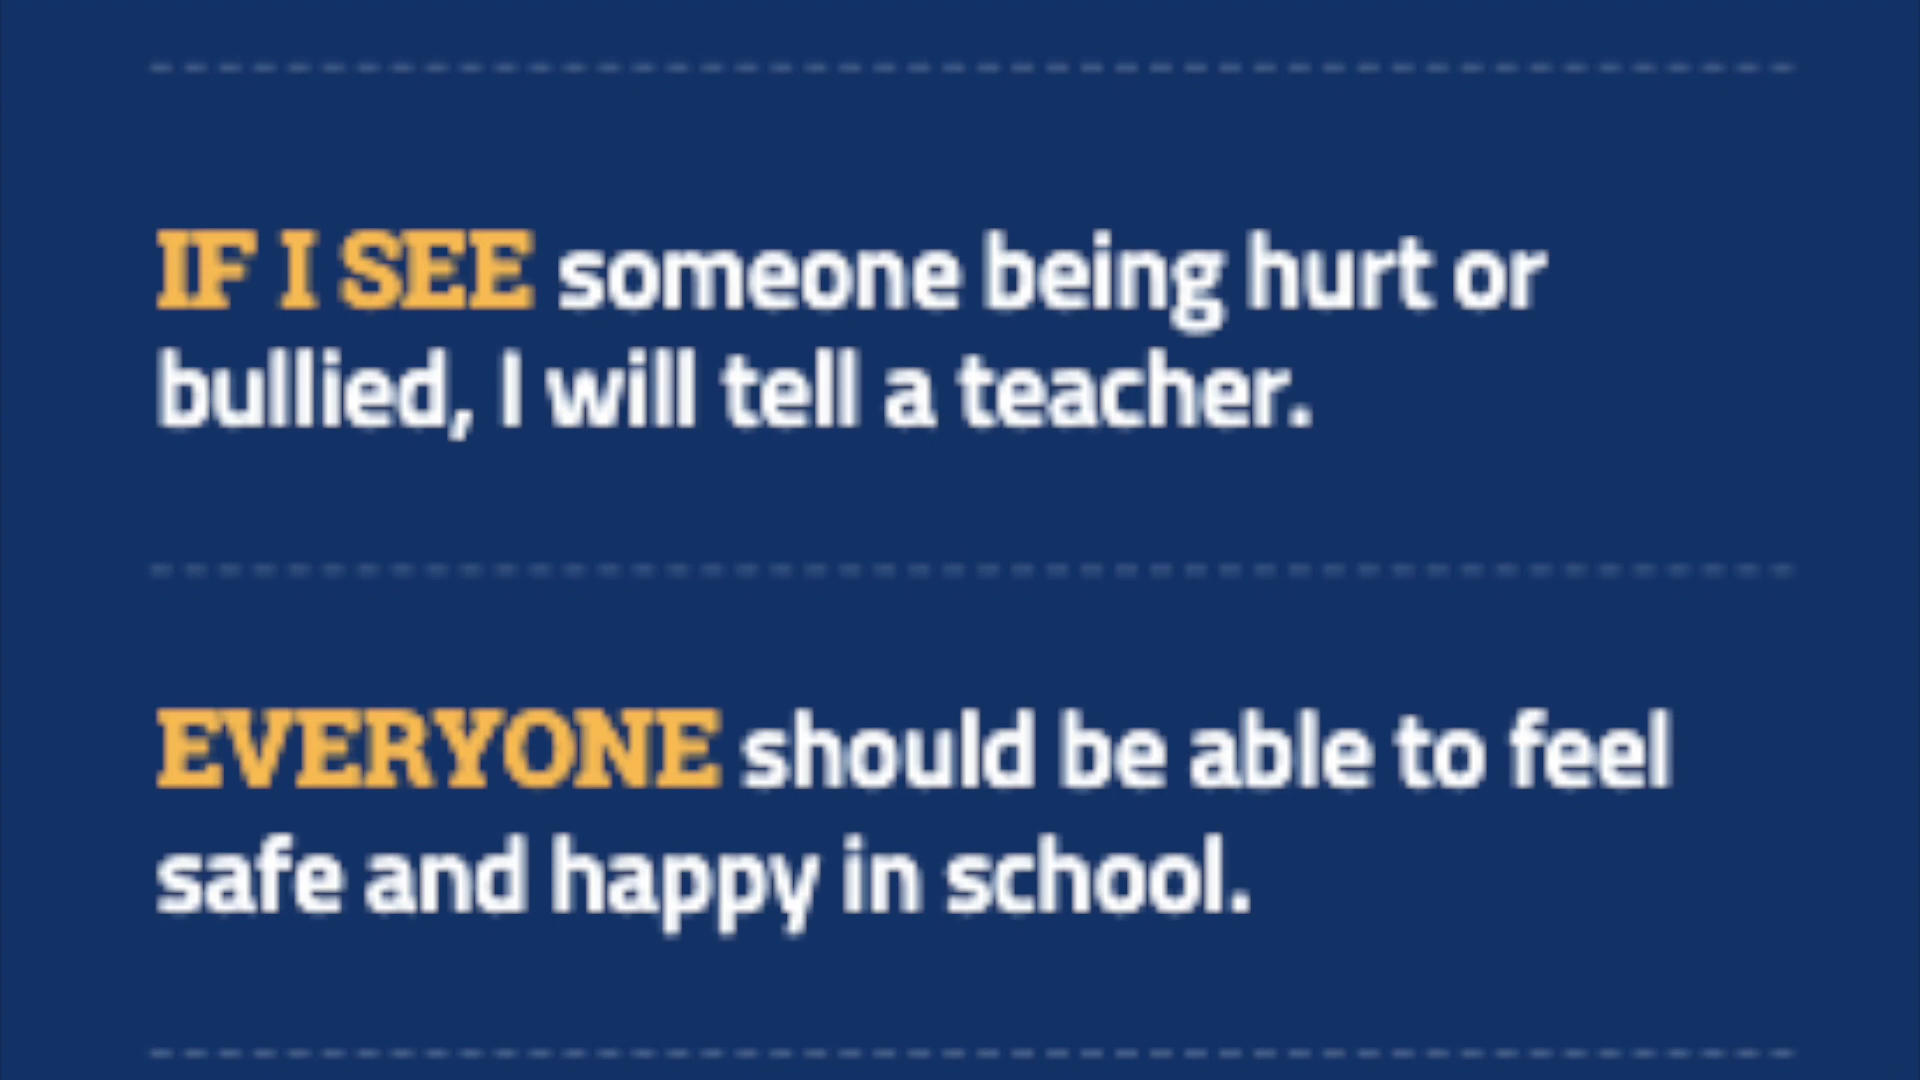 IF I SEE someone being hurt or
bullied, I will tell a teacher.
EVERYONE should be able to feel
safe and happy in school.